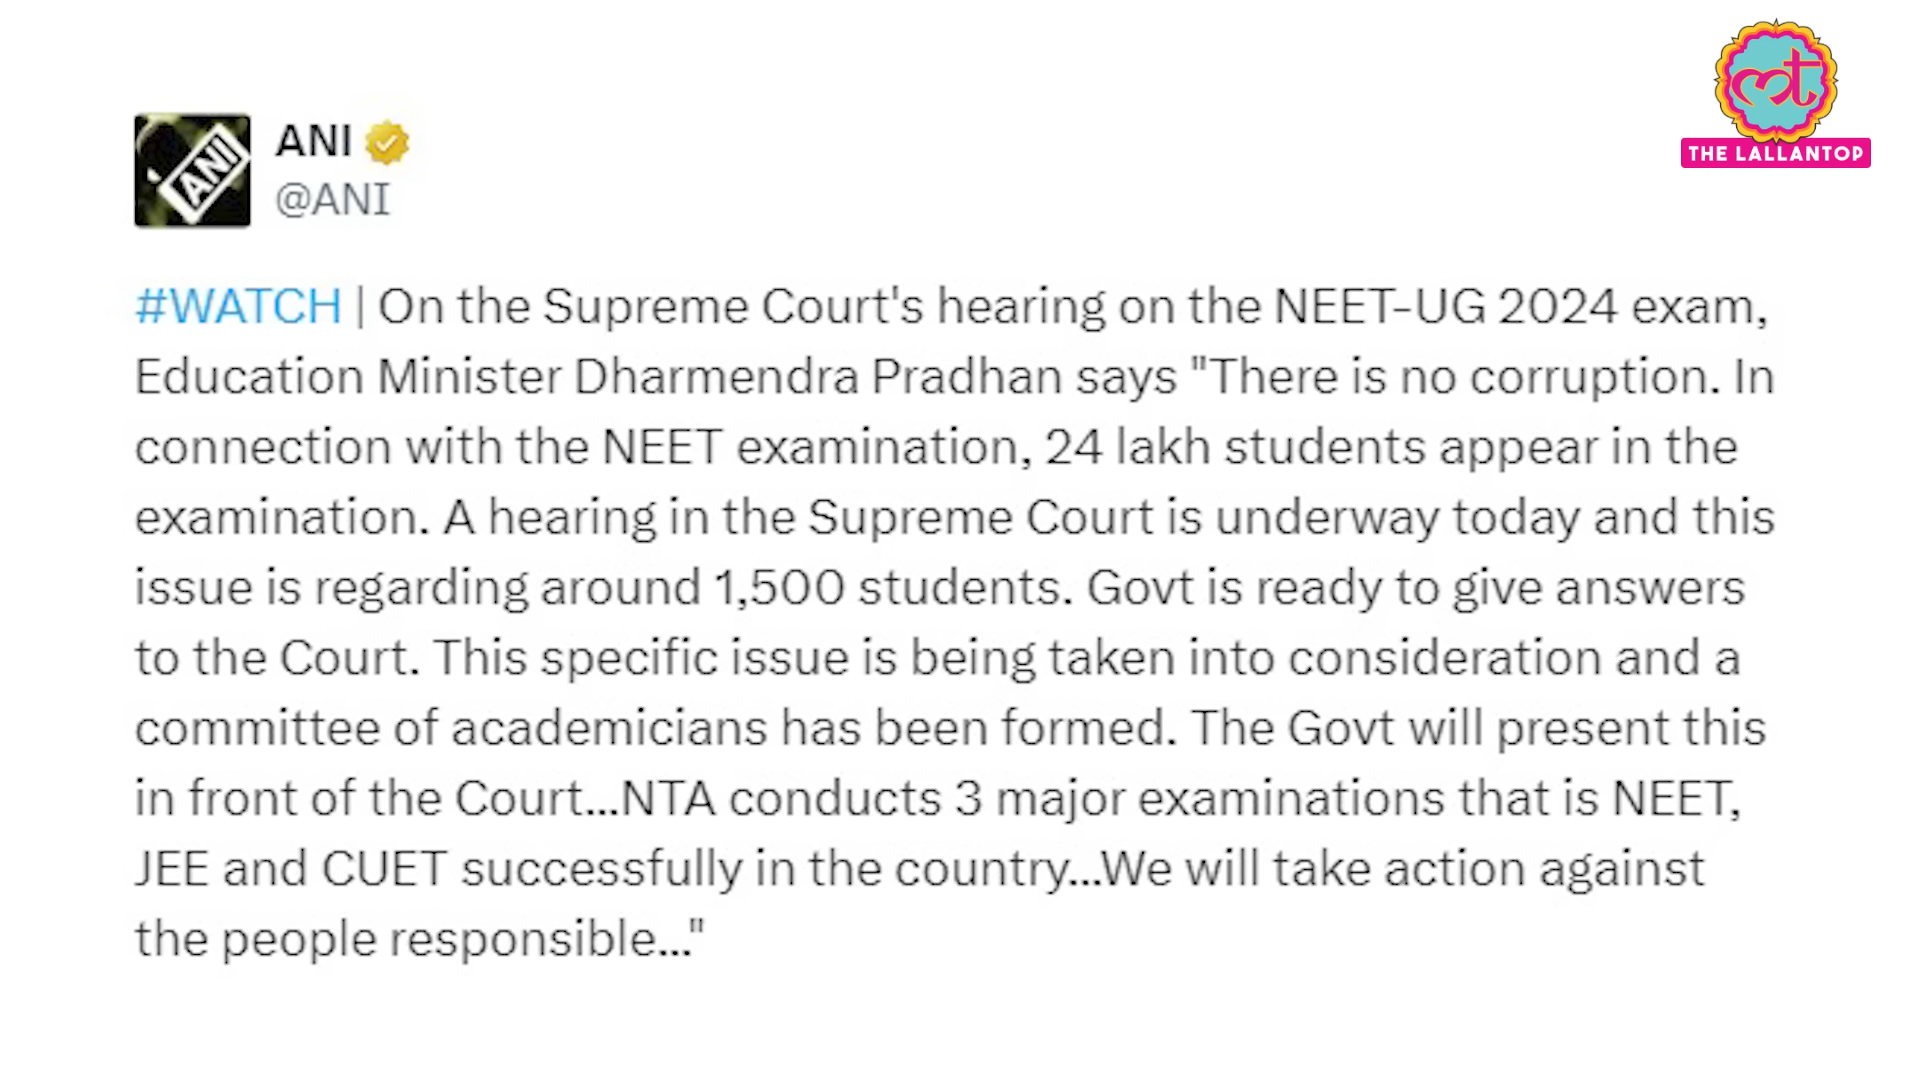 THE LALLANTOP
ANI
ANI
@ANI
#WATCH | On the Supreme Court's hearing on the NEET-UG 2024 exam,
Education Minister Dharmendra Pradhan says "There is no corruption. In
connection with the NEET examination, 24 lakh students appear in the
examination. A hearing in the Supreme Court is underway today and this
issue is regarding around 1,500 students. Govt is ready to give answers
to the Court. This specific issue is being taken into consideration and a
committee of academicians has been formed. The Govt will present this
in front of the Court...NTA conducts 3 major examinations that is NEET,
JEE and CUET successfully in the country...We will take action against
the people responsible..."